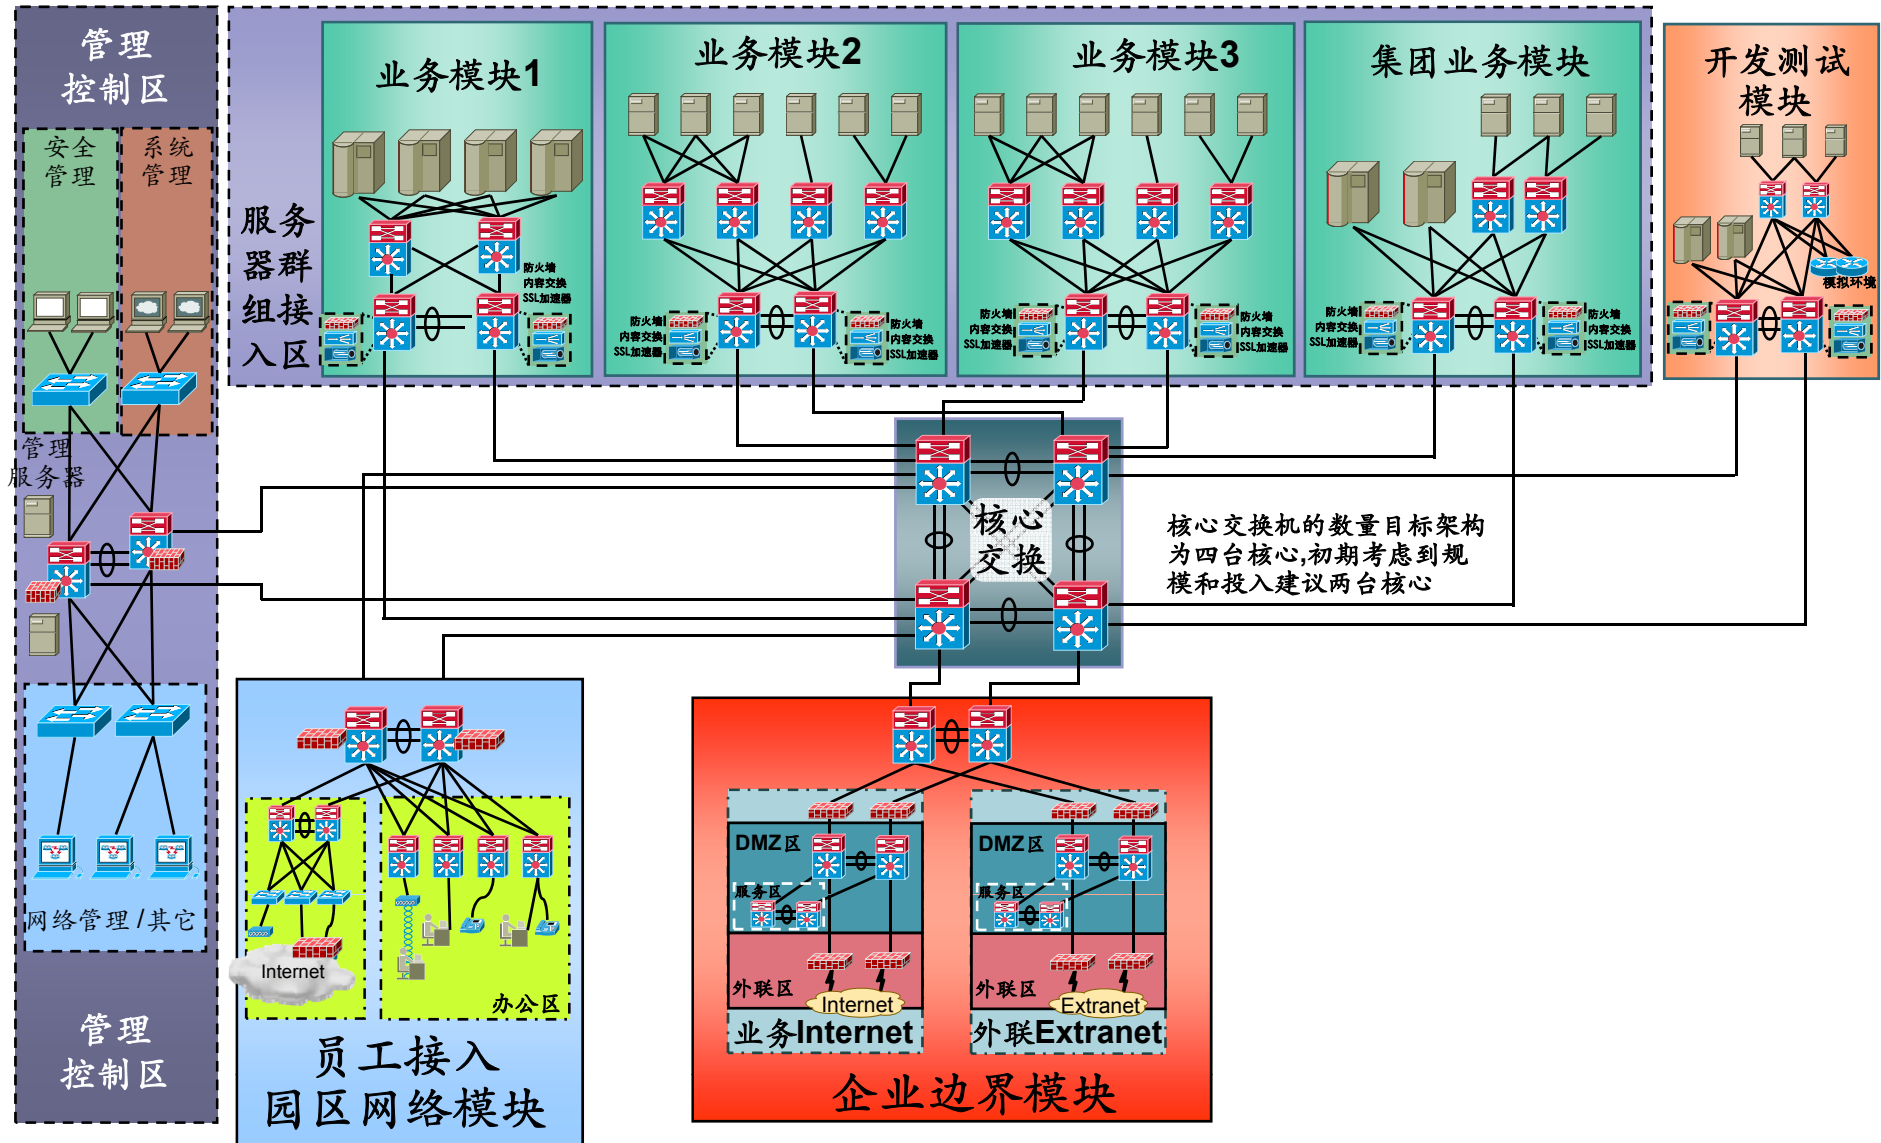 管理
控制区
安全
管理
系统
管理
管理
服务器
网络管理 /其它
管理
控制区
服务
器群
组接
入区
业务模块1
防火墙
内容交换
SSL加速器
业务模块2
防火墙
内容交换
SSL加速器
防火墙
内容交换
SSL加速器
业务模块3
防火墙
内容交换
SSL加速器
防火墙
内容交换
SSL加速器
集团业务模块
防火墙
内容交换
SSL加速器
防火墙
内容交换
SSL加速器
开发测试
模块
模拟环境
核心
交换
核心交换机的数量目标架构
为四台核心,初期考虑到规
模和投入建议两台核心
Internet
办公区
员工接入
园区网络模块
DMZ区
服务区
外联区
Internet
业务Internet
DMZ区
服务区
外联区
Extranet
外联Extranet
企业边界模块